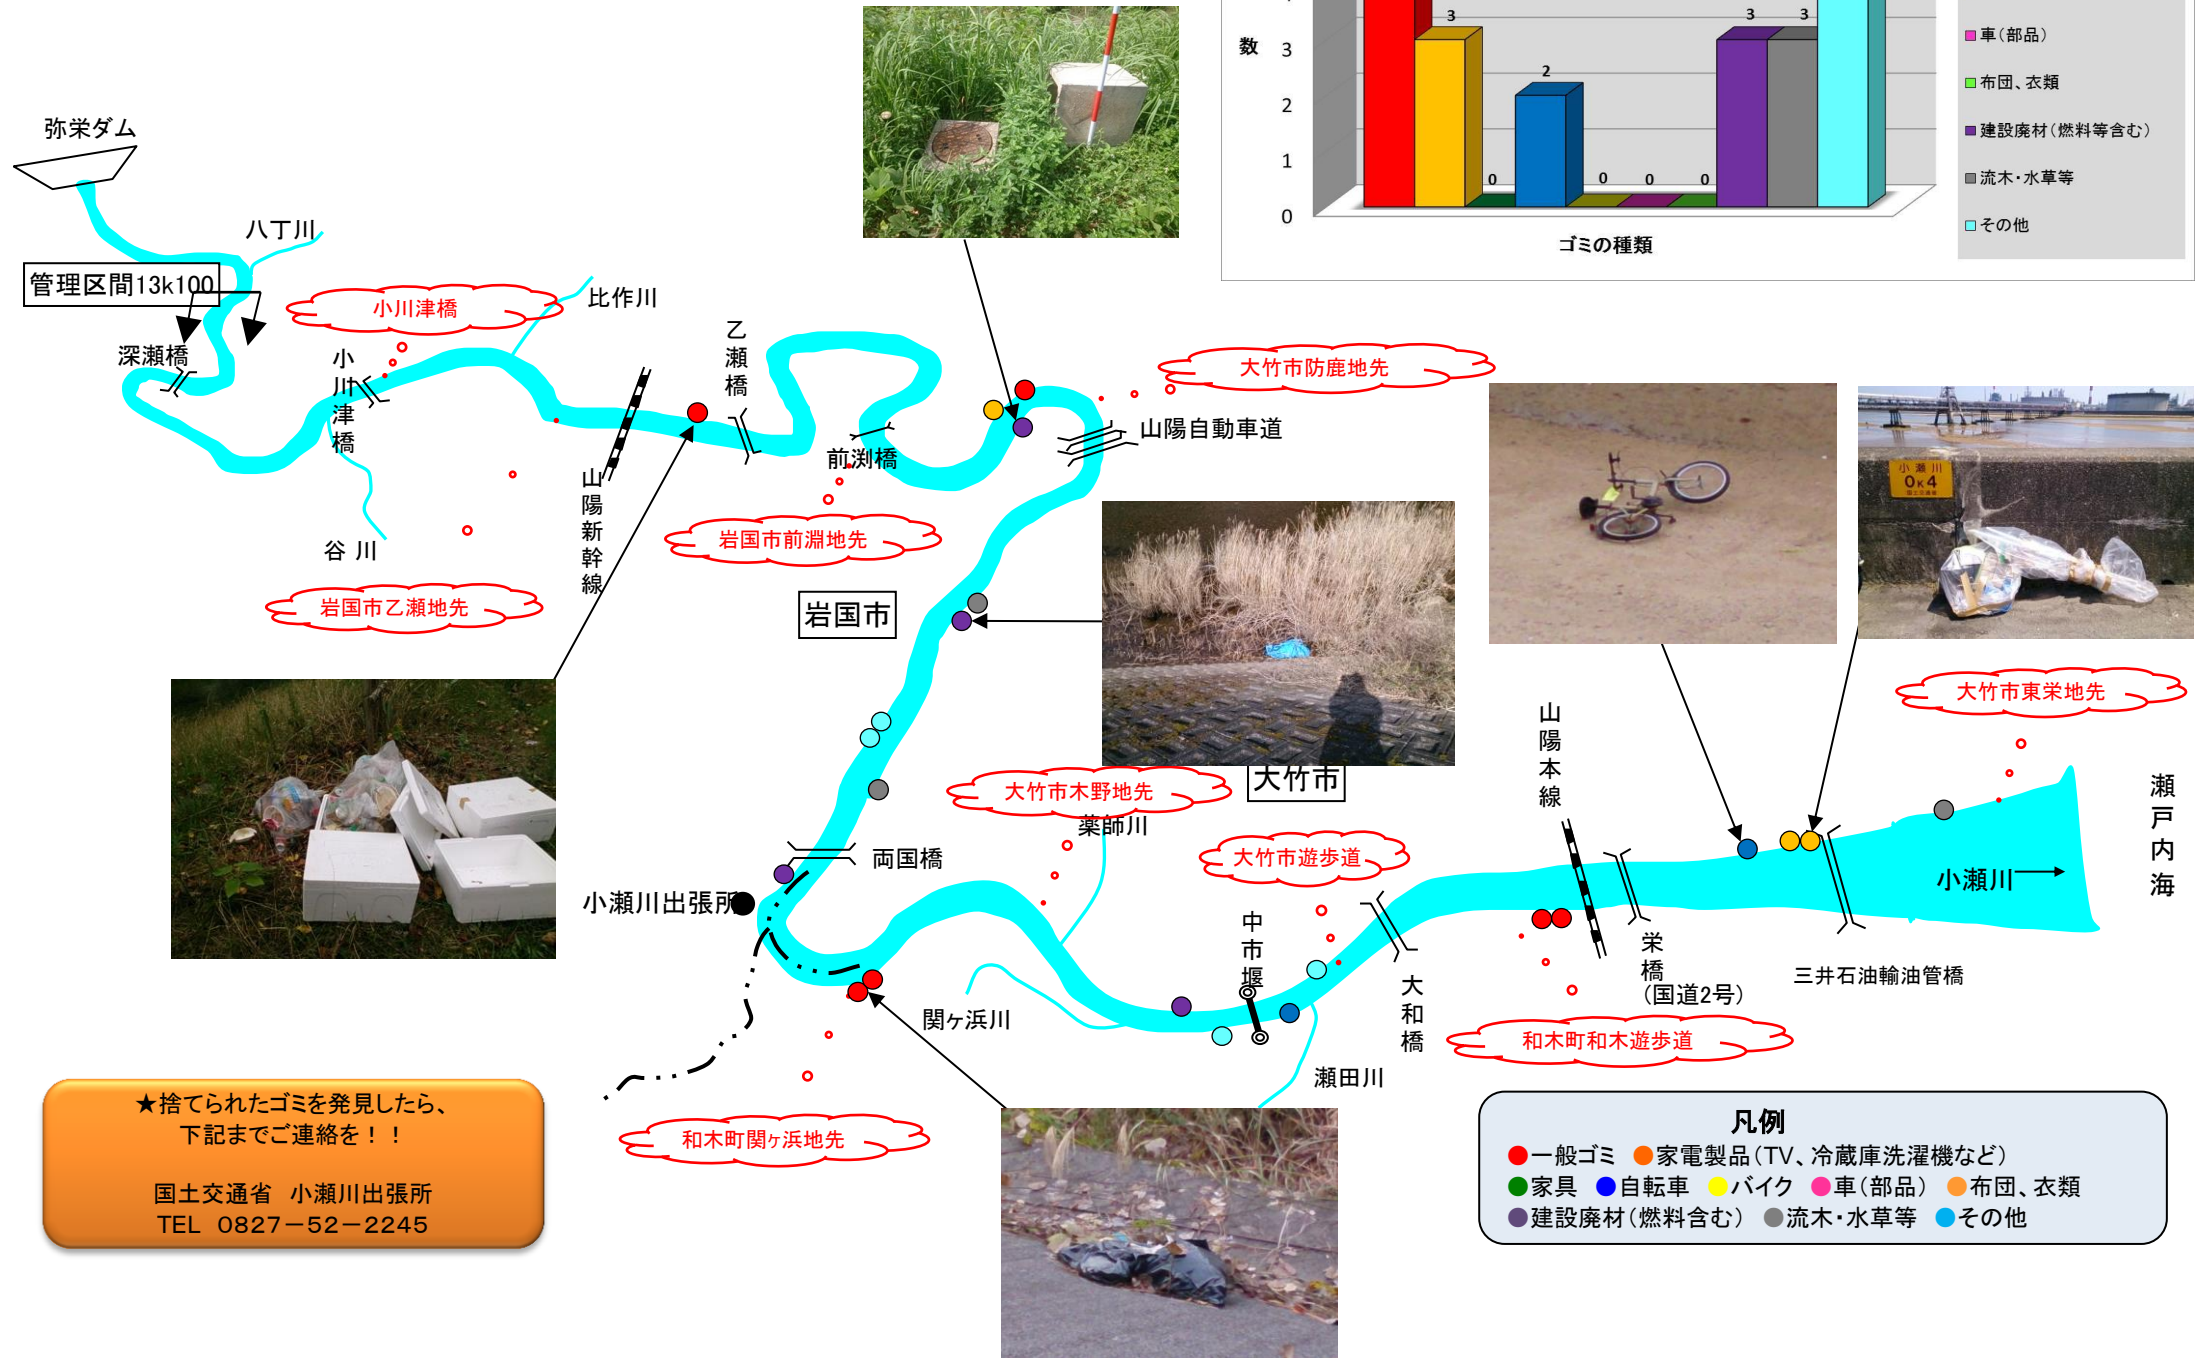 3
3
3
数
3
2
2
1
0
0
0
0
0
ゴミの種類
車(部品)
布団、衣類
建設廃材(燃料等含む)
流木・水草等
その他
弥栄ダム
八丁川
管理区間13k100
小川津橋
比作川
深瀬橋
小川津橋
乙瀬橋
大竹市防鹿地先
山陽自動車道
前渕橋
山陽新幹線
谷川
岩国市前淵地先
岩国市乙瀬地先
岩国市
小瀬川
0K4
国土交通省
大竹市東栄地先
山陽本線
大竹市
大竹市木野地先
薬師川
瀬戸内海
両国橋
大竹市遊歩道
小瀬川
小瀬川出張所
中市堰
栄橋
(国道2号)
三井石油輸油管橋
大和橋
関ヶ浜川
和木町和木遊歩道
瀬田川
和木町関ヶ浜地先
★捨てられたゴミを発見したら、
下記までご連絡を！！
国土交通省 小瀬川出張所
TEL 0827－52－2245
凡例
一般ゴミ 家電製品(TV、冷蔵庫洗濯機など)
家具 自転車 バイク 車(部品) 布団、衣類
建設廃材(燃料含む) 流木・水草等 その他